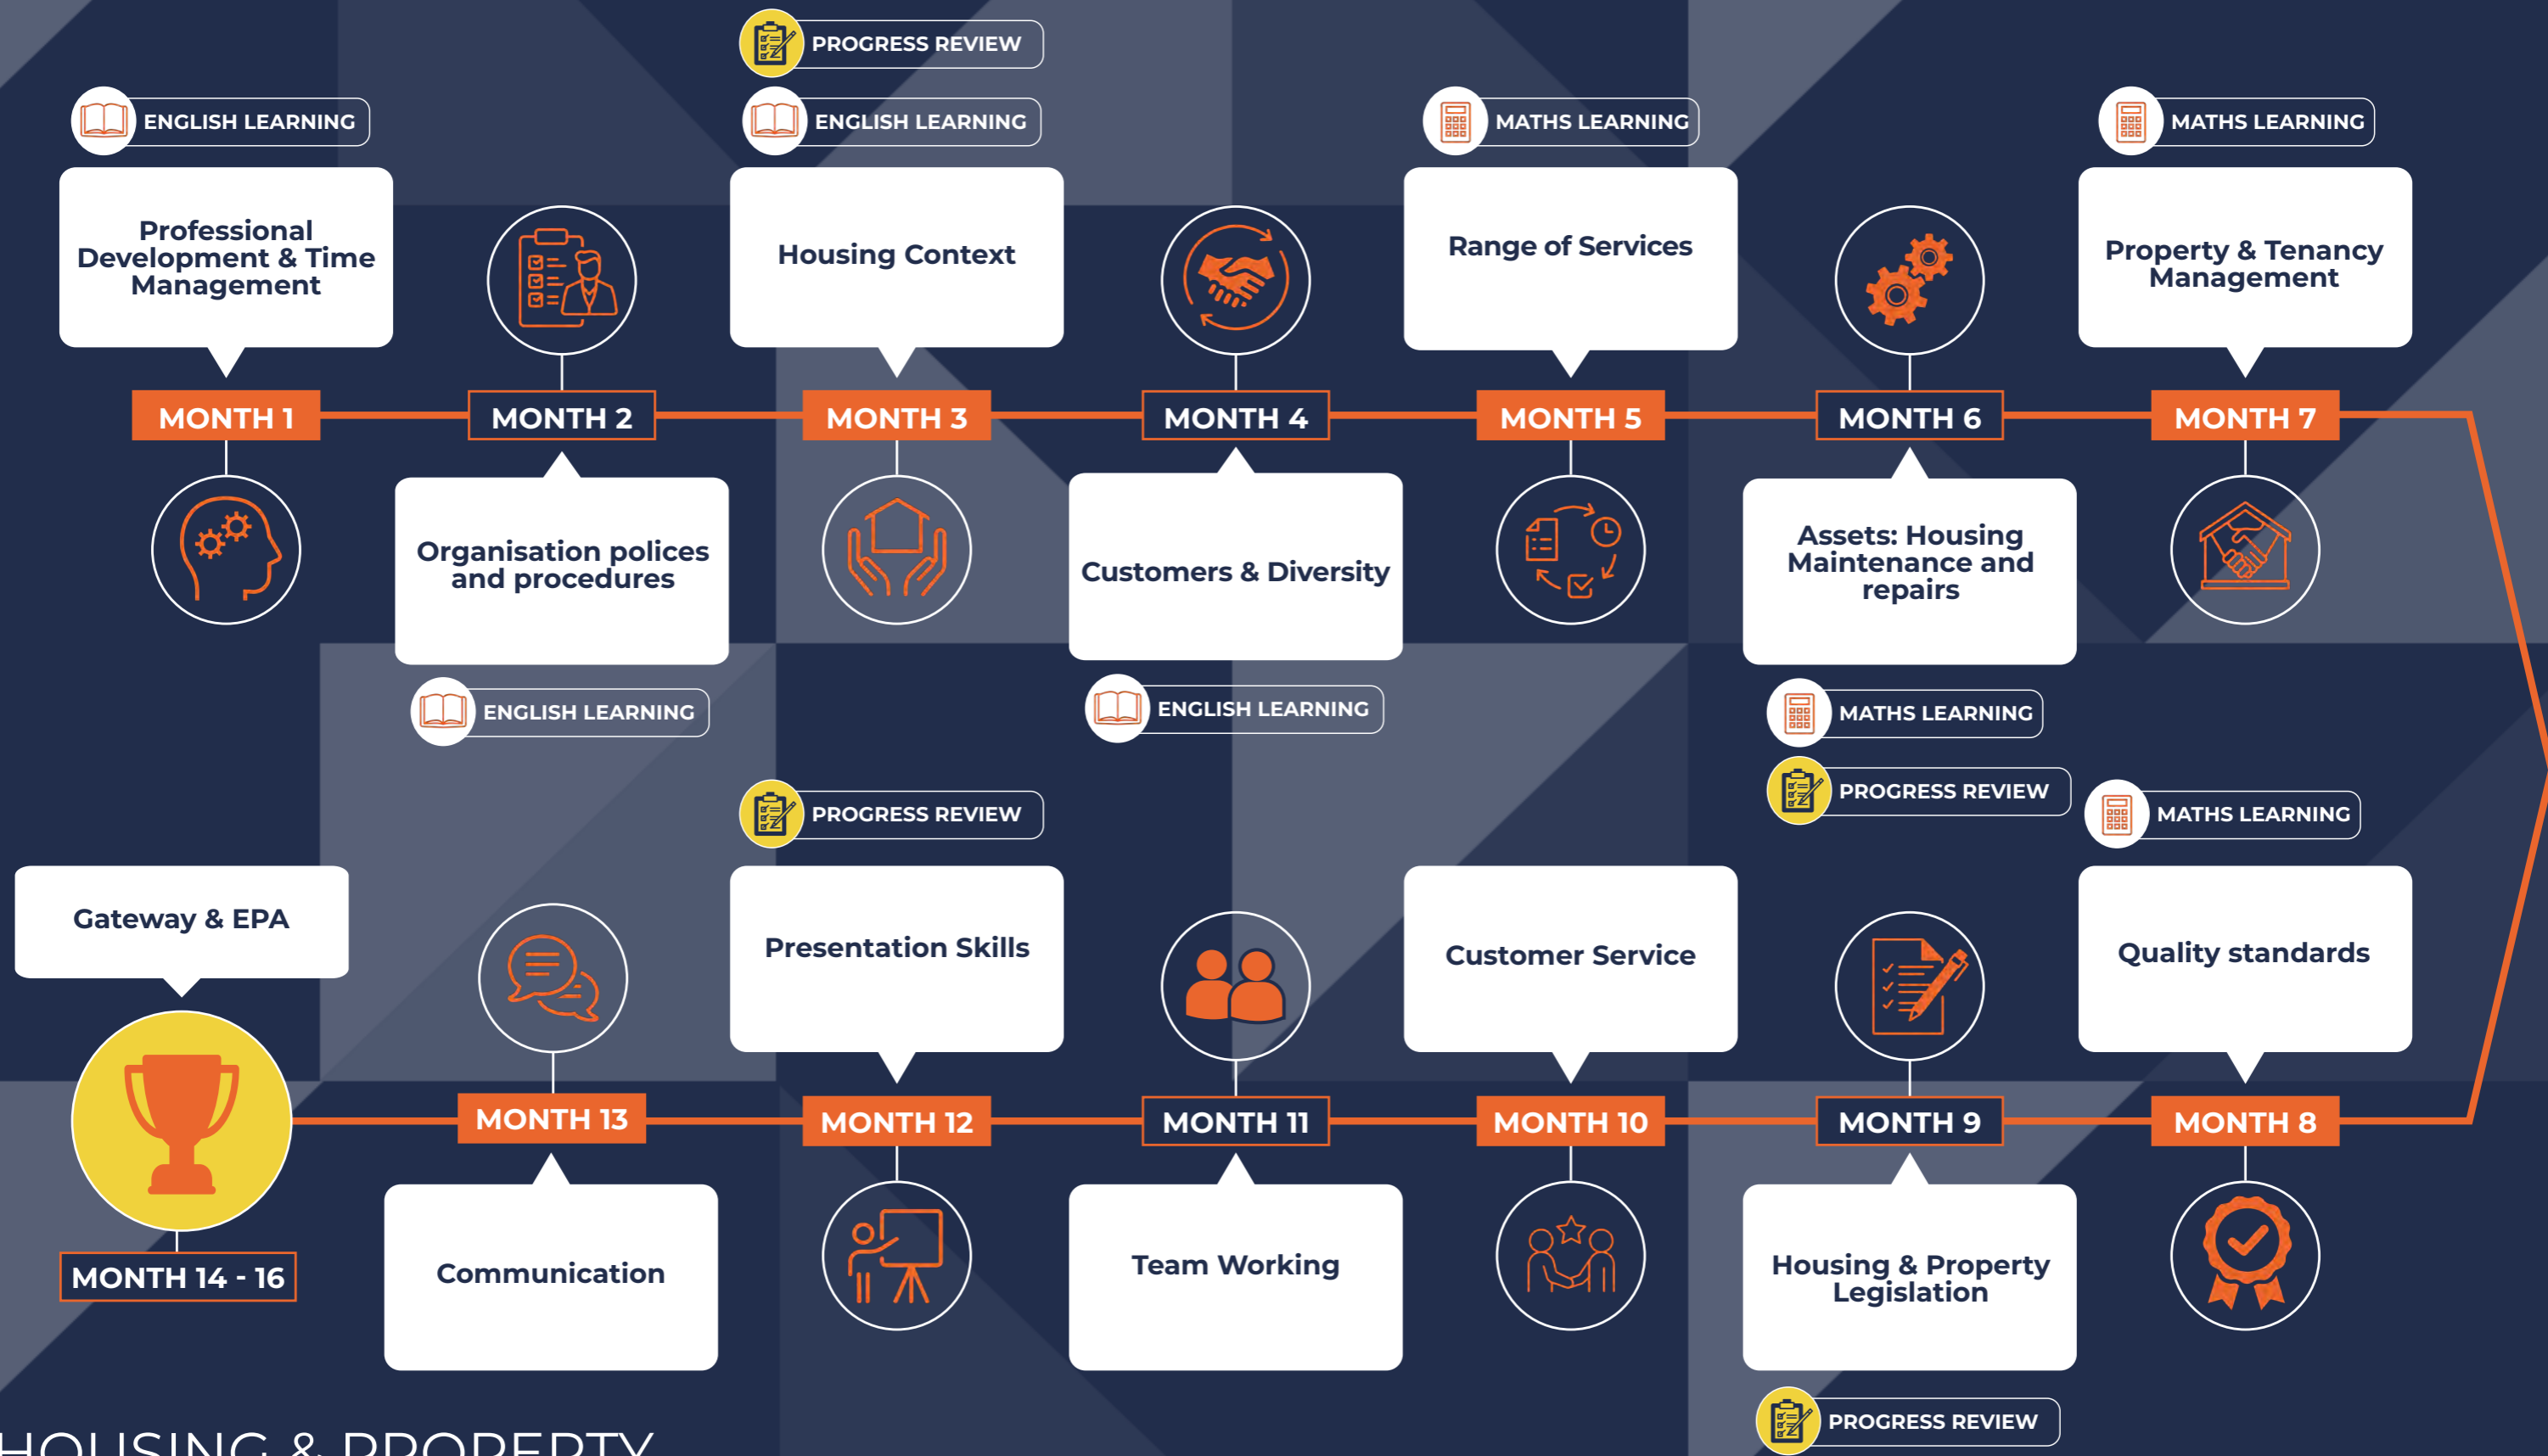 PROGRESS REVIEW
ENGLISH LEARNING
ENGLISH LEARNING
MATHS LEARNING
MATHS LEARNING
Professional
Development & Time
Management
Housing Context
Range of Services
Property & Tenancy
Management
MONTH 1
MONTH 2
MONTH 3
MONTH 4
MONTH 5
MONTH 6
MONTH 7
Organisation polices
and procedures
Customers & Diversity
Assets: Housing
Maintenance and
repairs
ENGLISH LEARNING
ENGLISH LEARNING
MATHS LEARNING
PROGRESS REVIEW
PROGRESS REVIEW
MATHS LEARNING
Gateway & EPA
Presentation Skills
Customer Service
Quality standards
MONTH 14 - 16
MONTH 13
MONTH 12
MONTH 11
MONTH 10
MONTH 9
MONTH 8
Communication
Team Working
Housing & Property
Legislation
PROGRESS REVIEW
HOUSING & PROPERTY